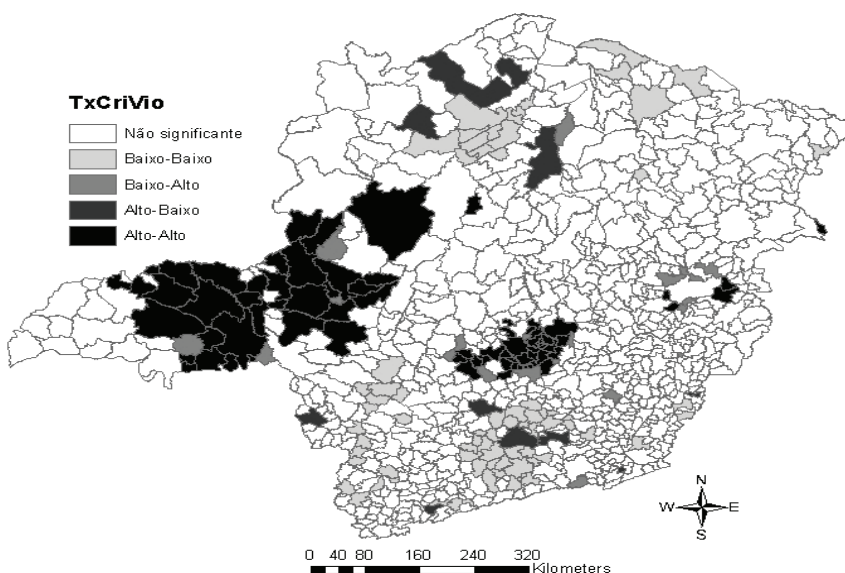 TxCriVio
Não significante
Baixo-Baixo
Baixo-Alto
Alto-Baixo
Alto-Alto
N
W E
S
0 40 80 160 240 320
Kilometers